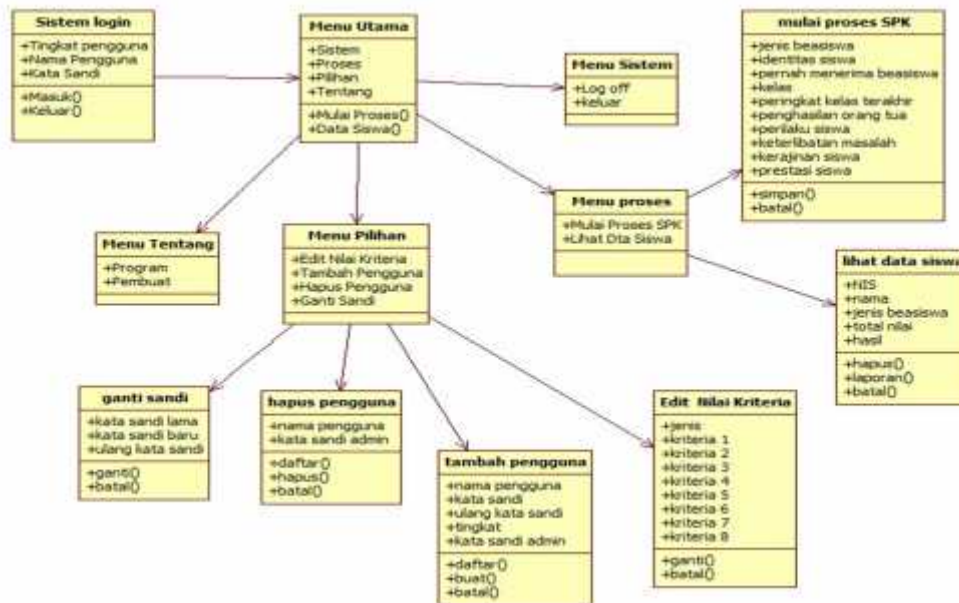 Sistem login
+Tingkat pengguna
+Nama Pengguna
+Kata Sandi
+Masuk()
+Keluar()
Menu Utama
+Sistem
+Proses
+Pilihan
+Tentang
+Mulai Proses()
+Data Siswa()
Menu Sistem
+Log off
+keluar
mulai proses SPK
+jenis beasiswa
+identitas siswa
+pernah menerima beasiswa
+kelas
+peringkat kelas terakhir
+penghasilan orang tua
+perilaku siswa
+keterlibatan masalah
+kerajinan siswa
+prestasi siswa
+simpan()
+batal()
Menu Tentang
+Program
+Pembuat
Menu Pilihan
+Edit Nilai Kriteria
+Tambah Pengguna
+Hapus Pengguna
+Ganti Sandi
Menu proses
+Mulai Proses SPK
+Lihat Dta Siswa
lihat data siswa
+NIS
+nama
+jenis beasiswa
+total nilai
+hasil
+hapus()
+laporan()
+batal()
ganti sandi
+kata sandi lama
+kata sandi baru
+ulang kata sandi
+ganti()
+batal()
hapus pengguna
+nama pengguna
+kata sandi admin
+daftar()
+hapus()
+batal()
tambah pengguna
+nama pengguna
+kata sandi
+ulang kata sandi
+tingkat
+kata sandi admin
+daftar()
+buat()
+batal()
Edit Nilai Kriteria
+jenis
+kriteria 1
+kriteria 2
+kriteria 3
+kriteria 4
+kriteria 5
+kriteria 6
+kriteria 7
+kriteria 8
+ganti()
+batal()